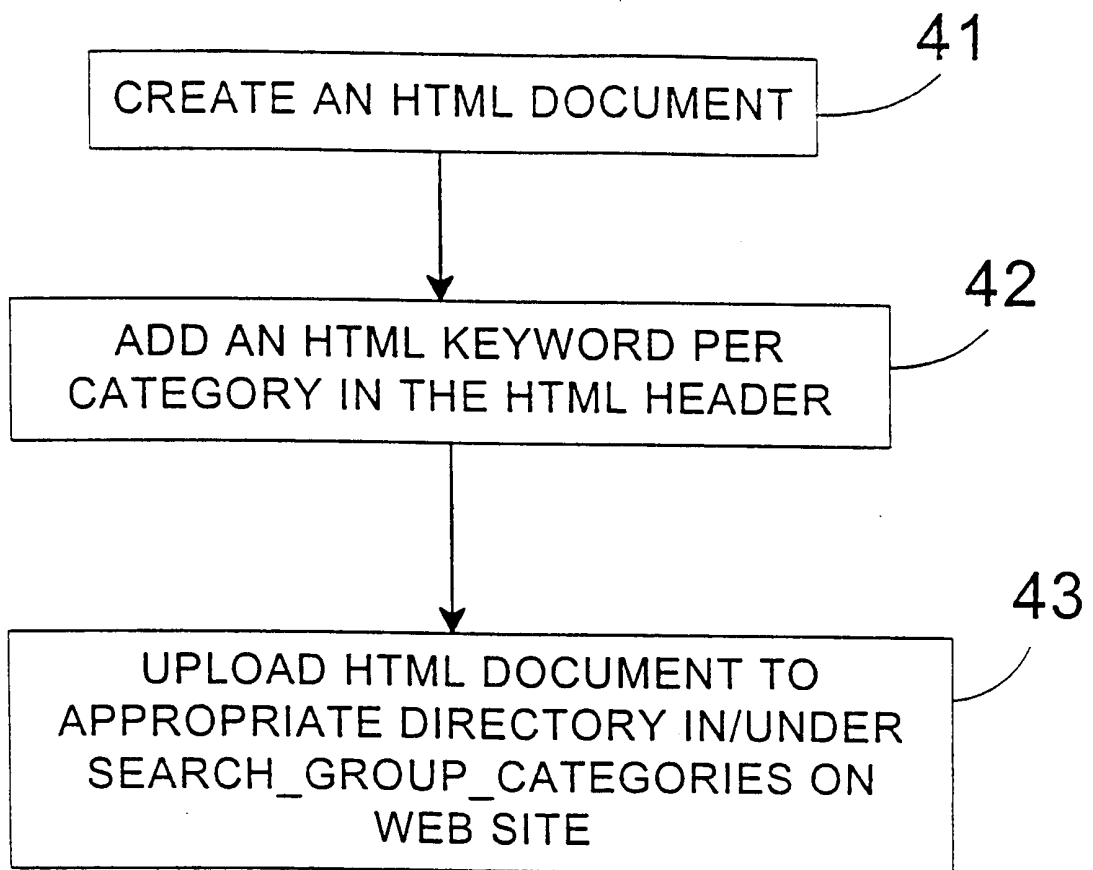 41
CREATE AN HTML DOCUMENT
42
ADD AN HTML KEYWORD PER
CATEGORY IN THE HTML HEADER
43
UPLOAD HTML DOCUMENT TO
APPROPRIATE DIRECTORY IN/UNDER
SEARCH_GROUP_CATEGORIES ON
WEB SITE